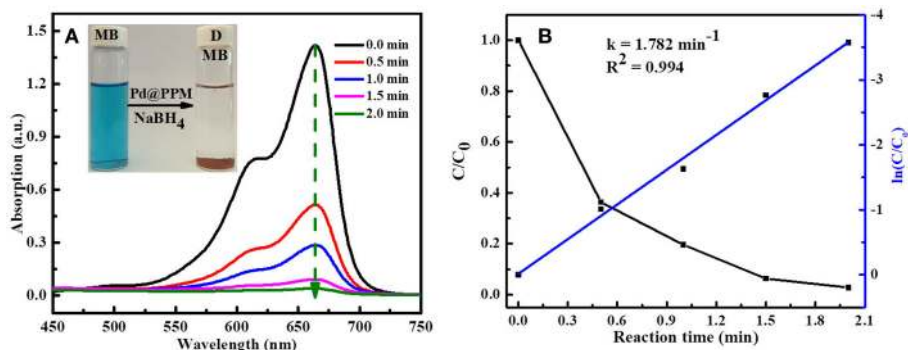 A
MB
D
MB
Pd@PPM
NaBH4
0.0 min
0.5 min
1.0 min
1.5 min
2.0 min
1.5
1.2
0.9
0.6
0.3
0.0
Absorption (a.u.)
450 500 550 600 650 700 750
Wavelength (nm)
B
k = 1.782 min-1
R2 = 0.994
1.0
0.8
0.6
0.4
0.2
0.0
C/C0
-4
-3
-2
-1
0
ln(C/C0)
0.0 0.3 0.6 0.9 1.2 1.5 1.8 2.1
Reaction time (min)